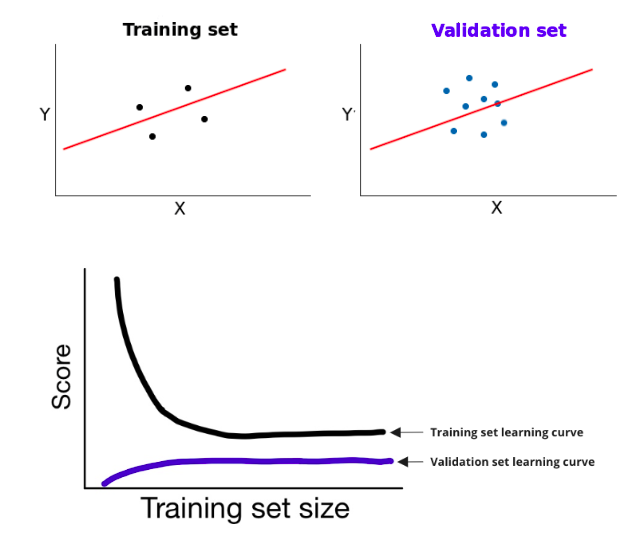 Training set
Validation set
Y
X
Y'
X
Score
Training set learning curve
Validation set learning curve
Training set size